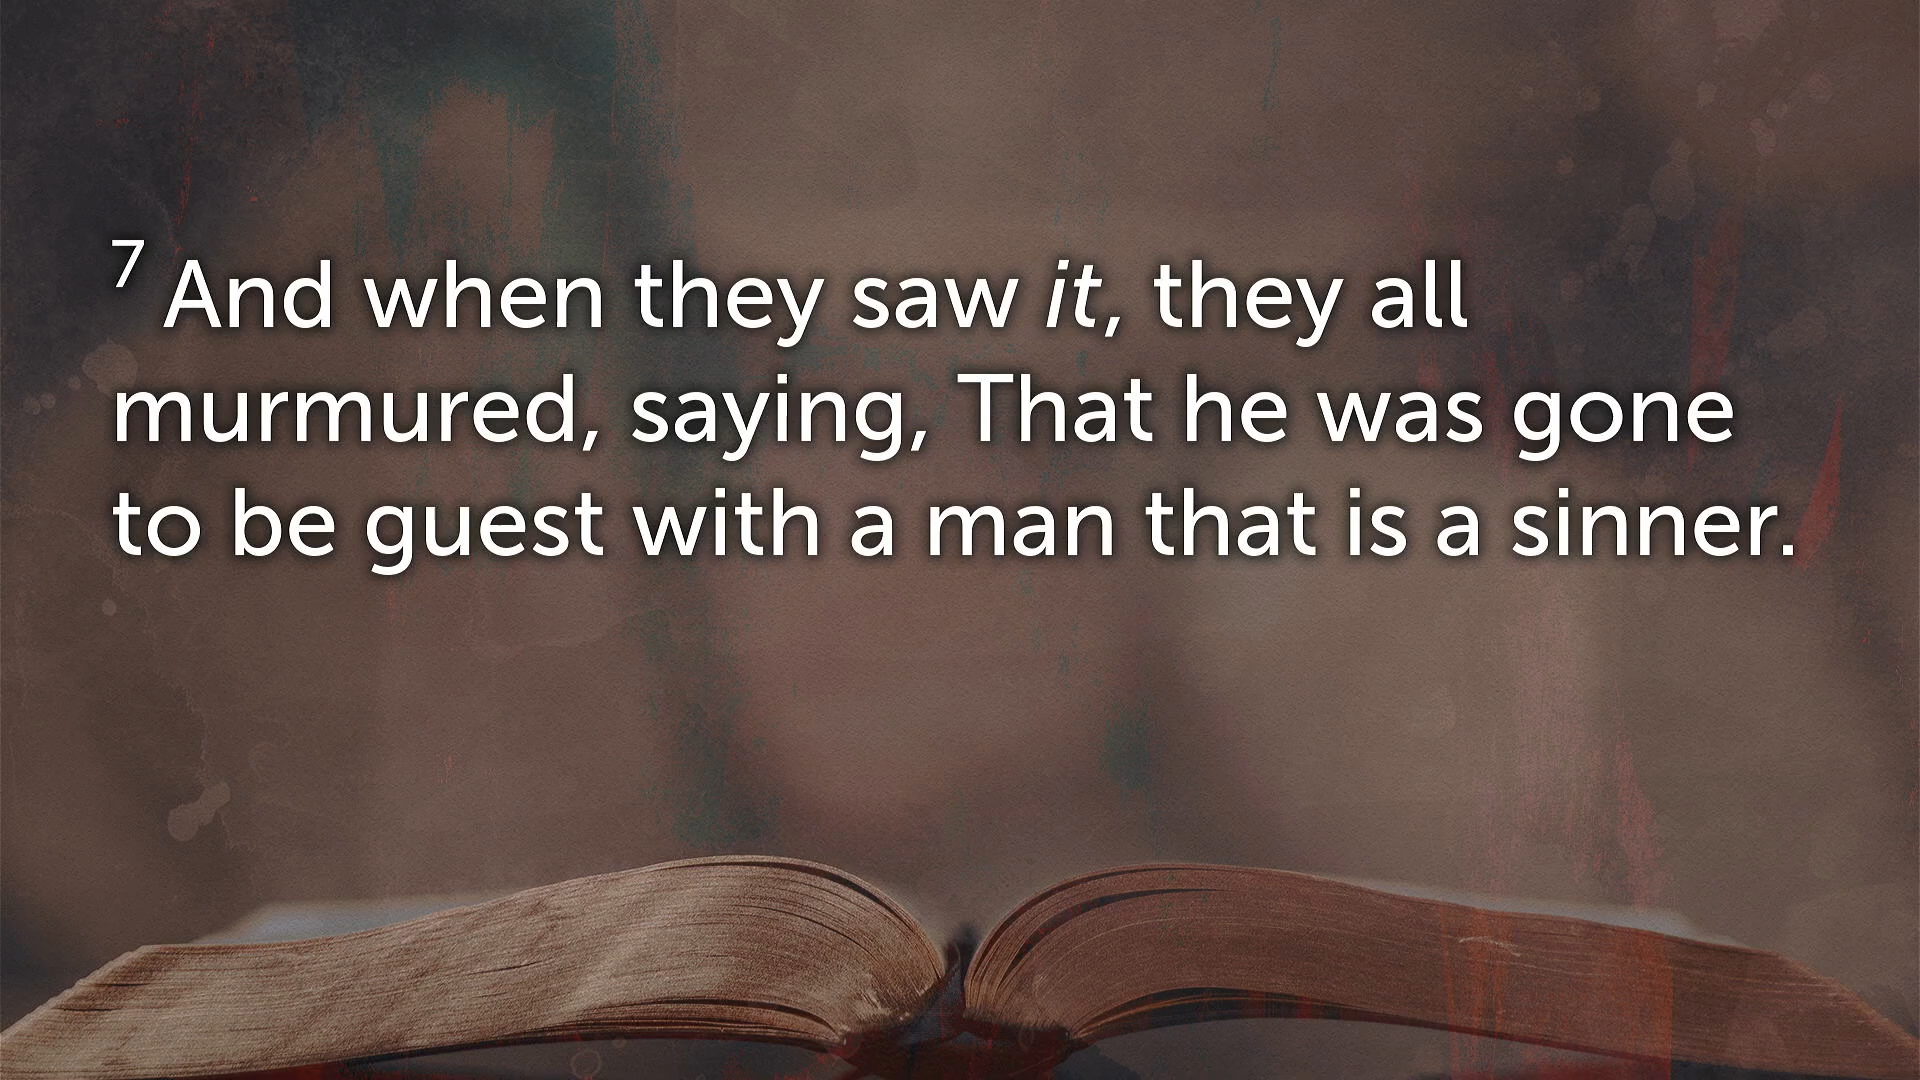 7 And when they saw it, they all
murmured, saying, That he was gone
to be guest with a man that is a sinner.